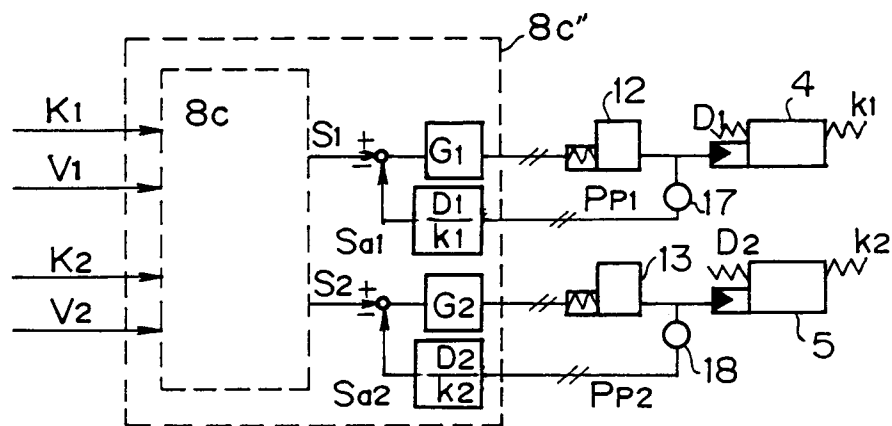 8c"
8c
K1
V1
K2
V2
S1
+
−
G1
D1
k1
Sa1
12
D1
4
k1
PP1
17
S2
+
−
G2
D2
k2
Sa2
13
D2
5
k2
PP2
18